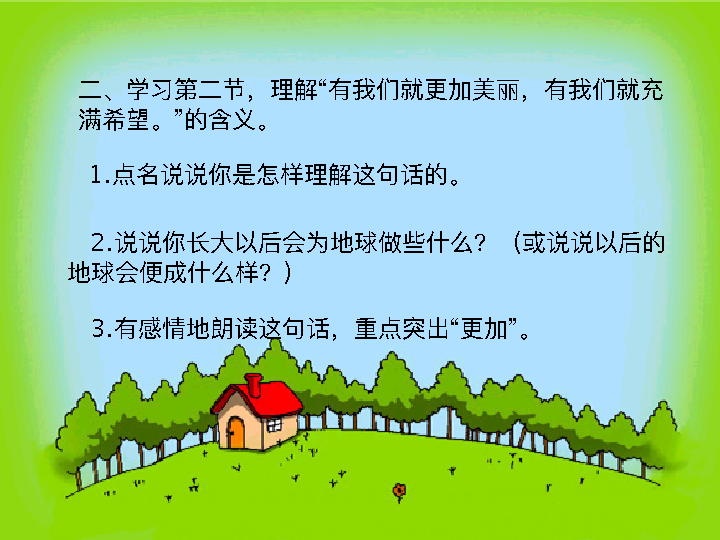 二、学习第二节，理解“有我们就更加美丽，有我们就充
满希望。”的含义。
1.点名说说你是怎样理解这句话的。
2.说说你长大以后会为地球做些什么？（或说说以后的
地球会便成什么样？）
3.有感情地朗读这句话，重点突出“更加”。